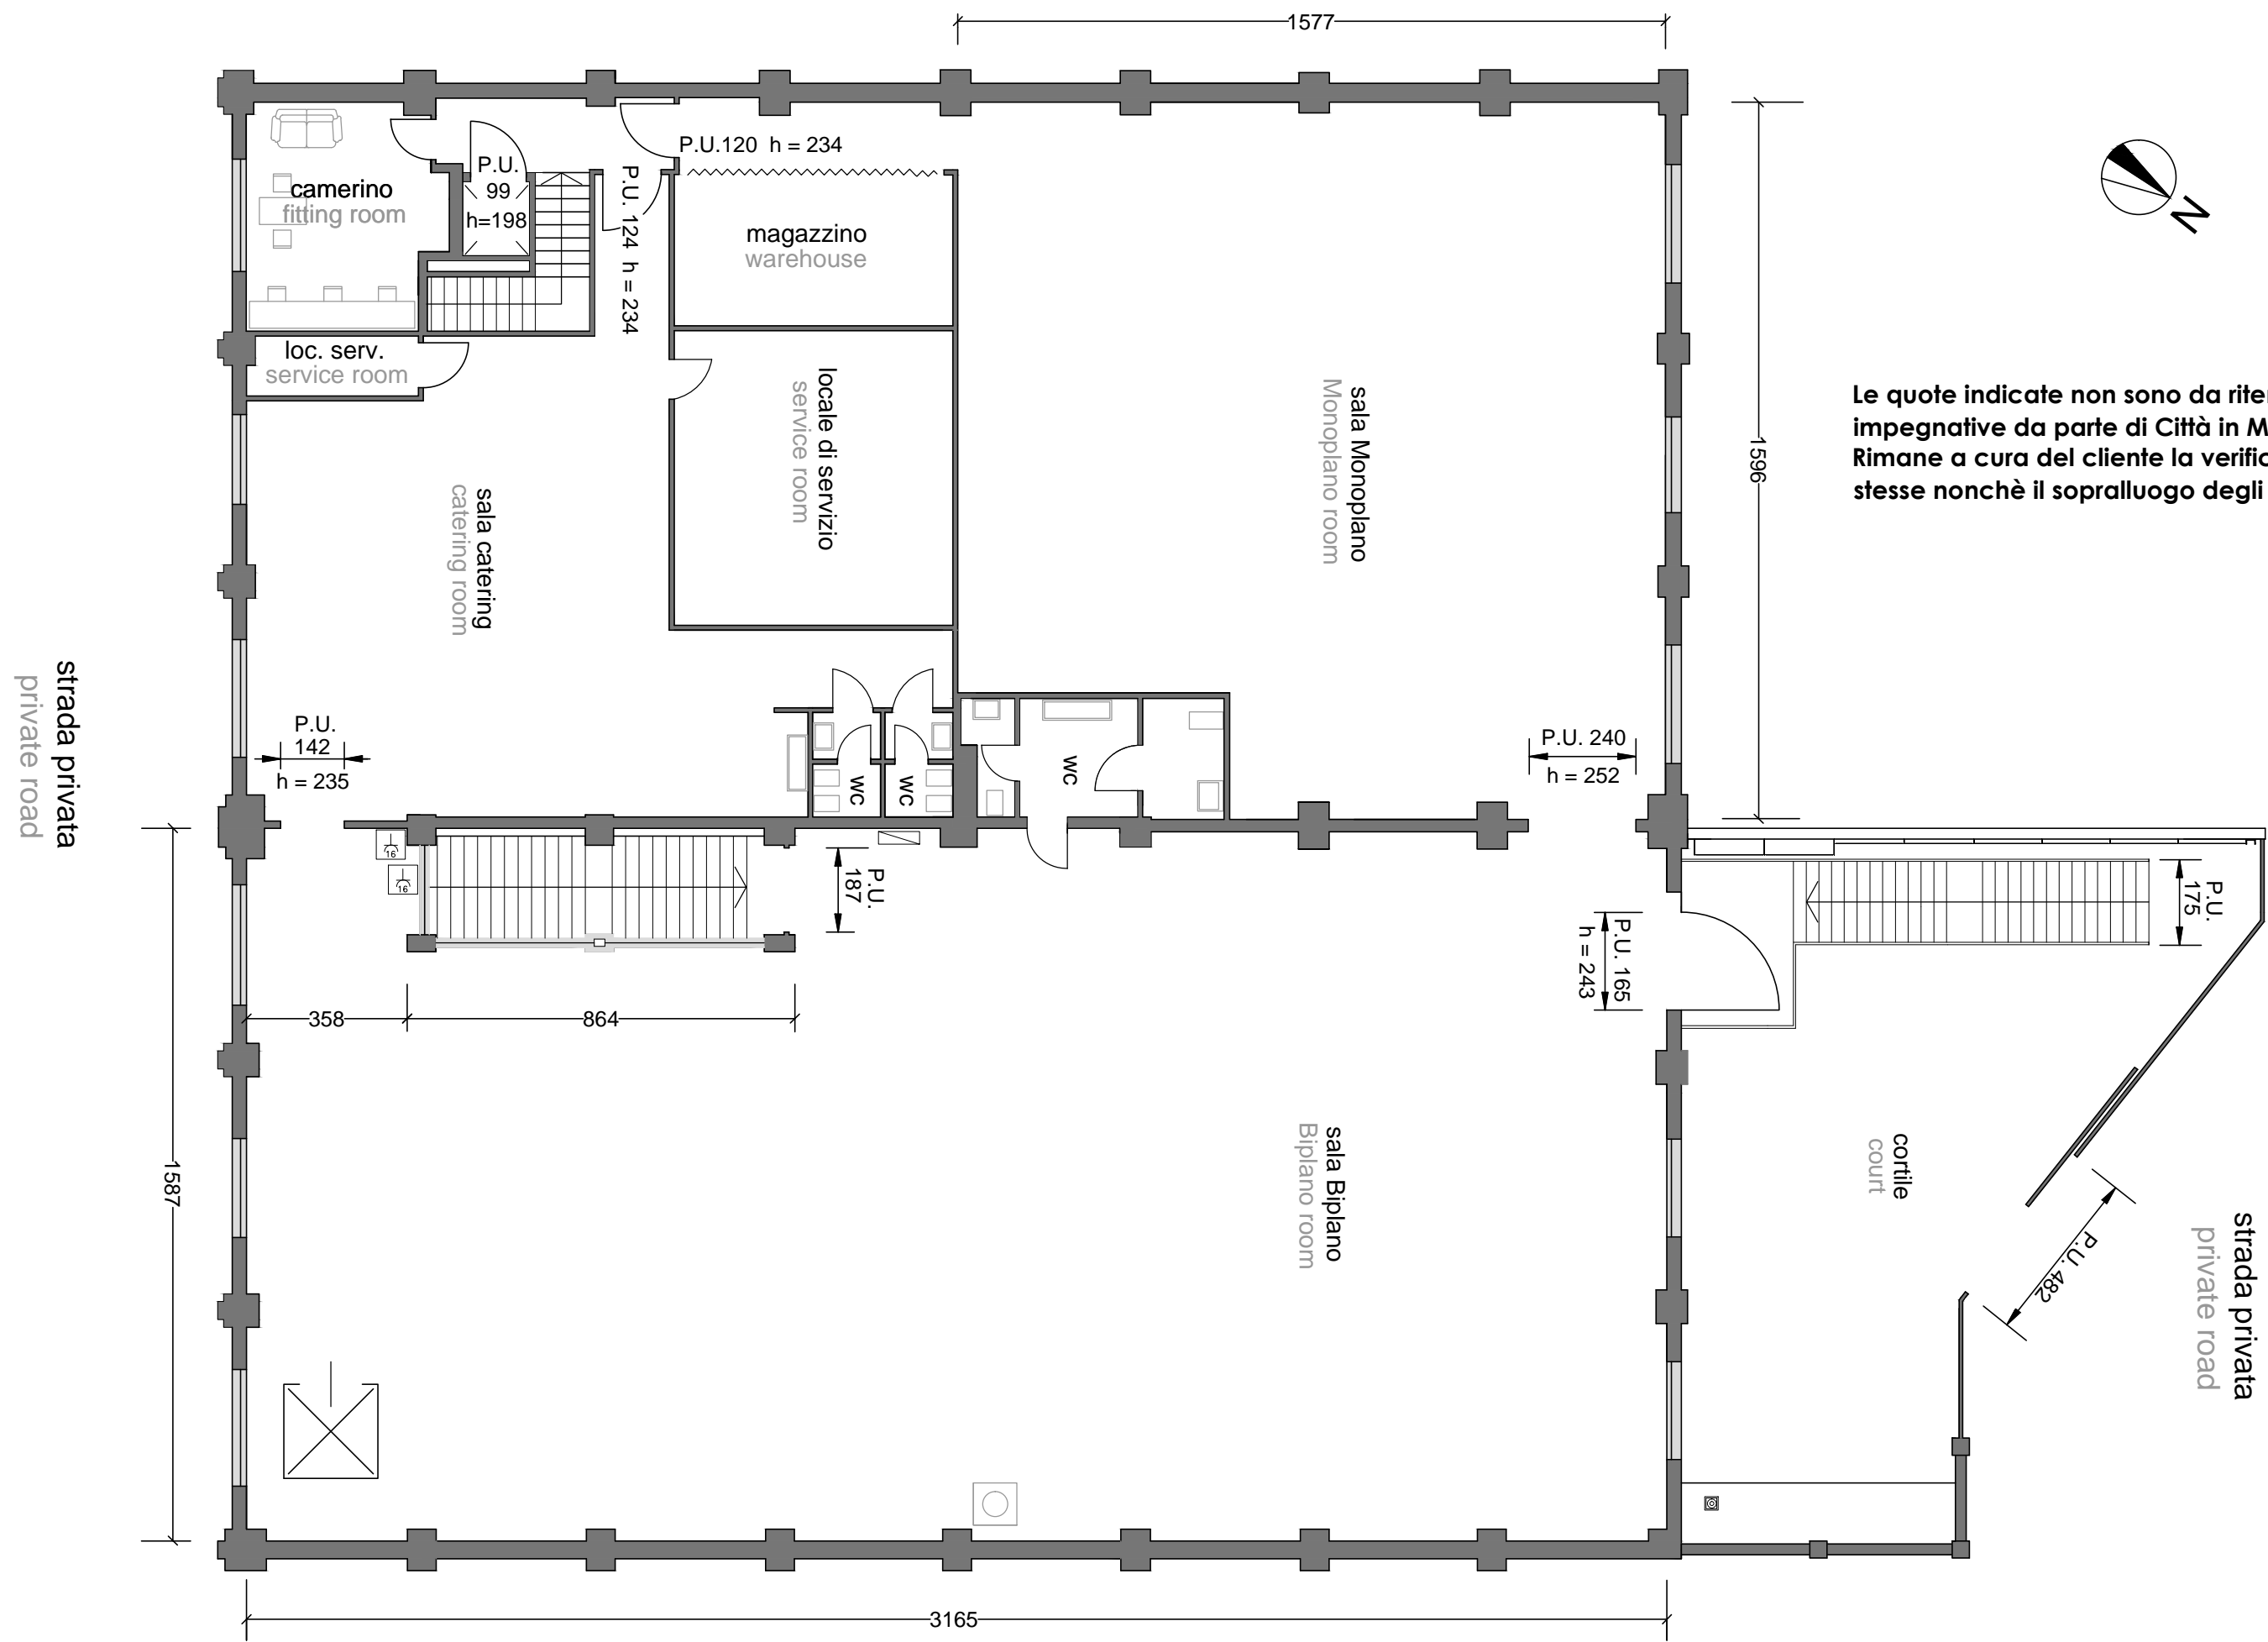 1577
P.U.120  h = 234
P.U.
99
h=198
P.U. 124  h = 234
camerino
fitting room
magazzino
warehouse
N
loc. serv.
service room
locale di servizio
service room
sala Monoplano
Monoplano room
1596
Le quote indicate non sono da
impegnative da parte di Città in
Rimane a cura del cliente la
stesse nonchè il sopralluogo degli
sala catering
catering room
strada privata
private road
P.U.
142
h = 235
wc
wc
wc
P.U. 240
h = 252
16
16
P.U.
187
P.U.
175
P.U. 165
h = 243
358
864
1587
sala Biplano
Biplano room
cortile
court
P.U. 482
strada privata
private road
3165